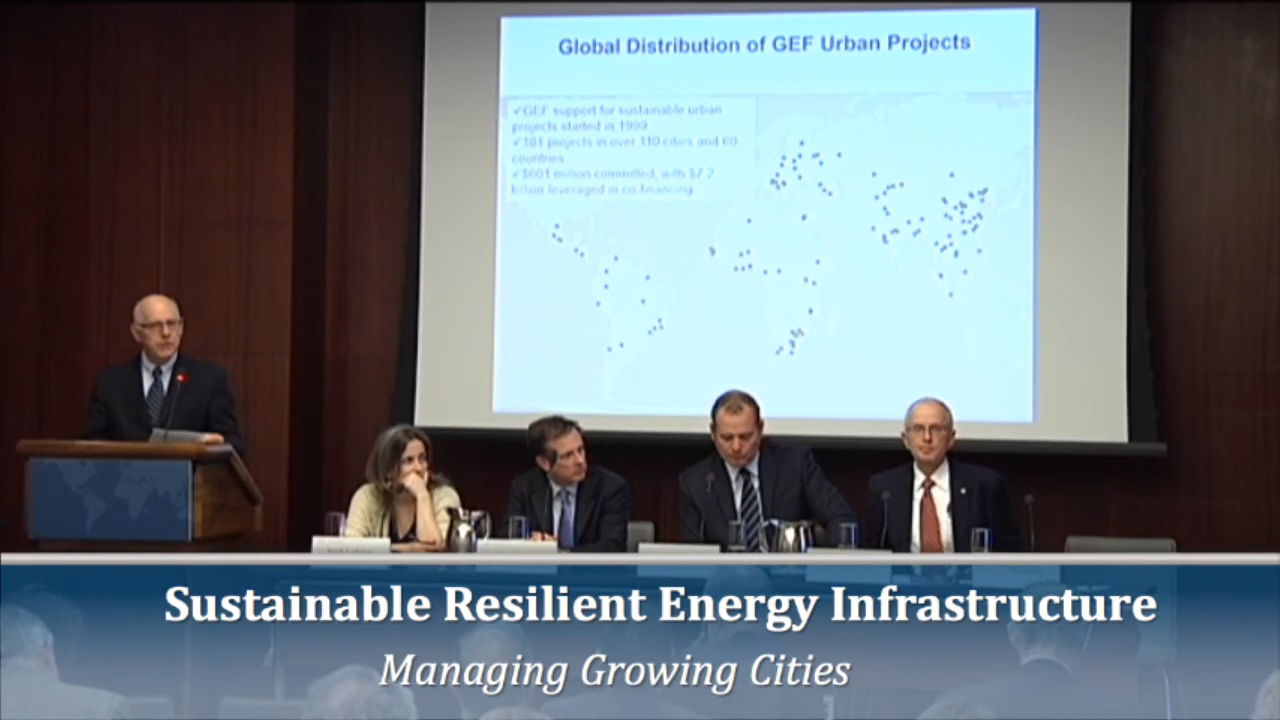 Global Distribution of GEF Urban Projects
✓GEF support for sustainable urban
projects started in 1999
✓181 projects in over 110 cities and 60
countries
✓$601 million committed, with $7.2
billion leveraged in co financing
Sustainable Resilient Energy Infrastructure
Managing Growing Cities